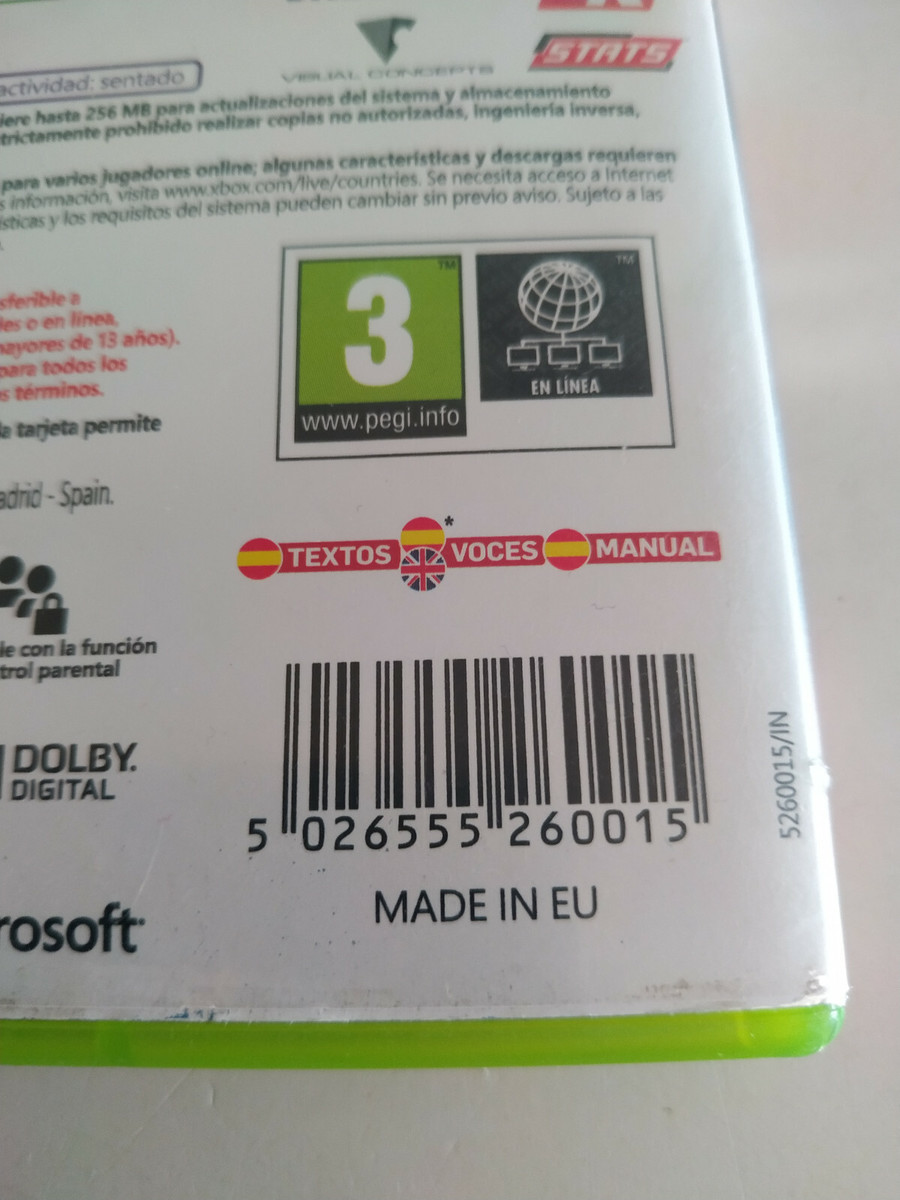 STATS
VISUAL CONCEPTS
actividad: sentado
iere hasta 256 MB para actualizaciones del sistema y almacenamiento
trictamente prohibido realizar copias no autorizadas, ingeniería inversa,
para varios jugadores online; algunas características y descargas requieren
s información, visita www.xbox.com/live/countries. Se necesita acceso a Internet
ísticas y los requisitos del sistema pueden cambiar sin previo aviso. Sujeto a las
sferible a
les o en línea,
mayores de 13 años).
para todos los
s términos.
la tarjeta permite
adrid - Spain.
3
TM
www.pegi.info
TM
EN LÍNEA
TEXTOS * VOCES MANUAL
le con la función
trol parental
DOLBY.
DIGITAL
5 026555 260015
5260015/IN
MADE IN EU
rosoft